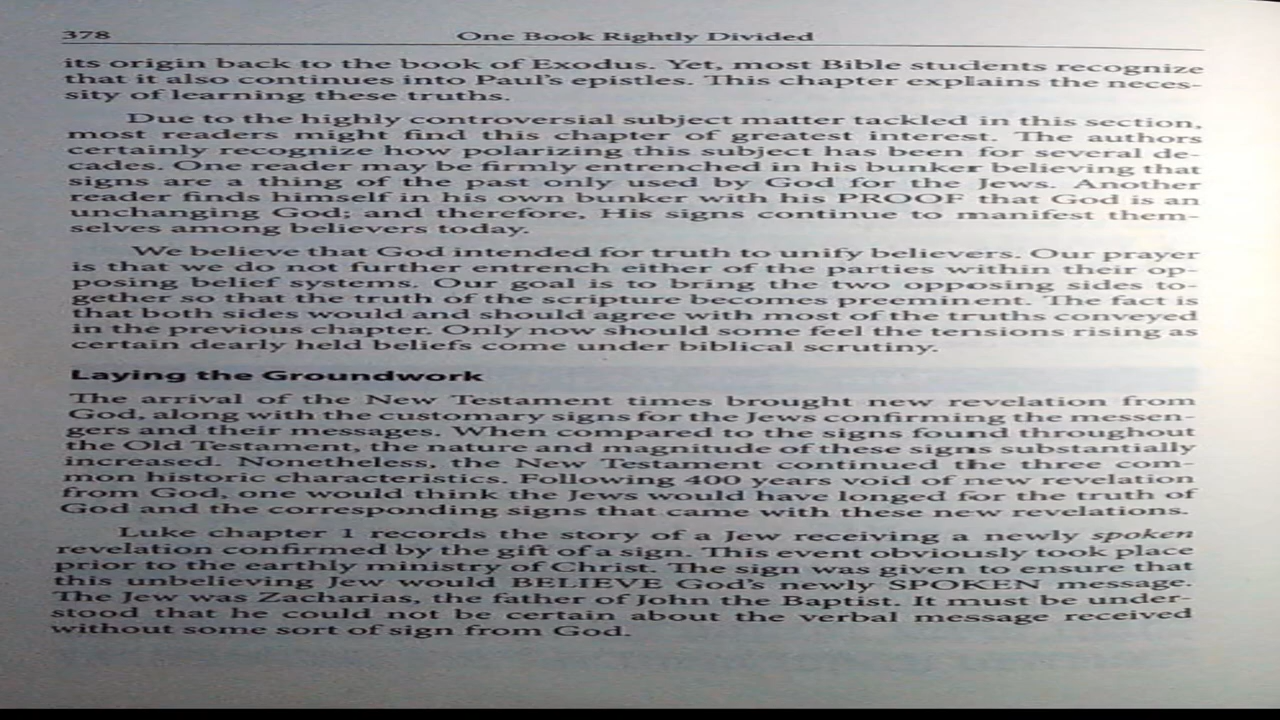 378 One Book Rightly Divided
its origin back to the book of Exodus. Yet, most Bible students recognize
that it also continues into Paul's epistles. This chapter explains the neces-
sity of learning these truths.
Due to the highly controversial subject matter tackled in this section,
most readers might find this chapter of greatest interest. The authors
certainly recognize how polarizing this subject has been for several de-
cades. One reader may be firmly entrenched in his bunker believing that
signs are a thing of the past only used by God for the Jews. Another
reader finds himself in his own bunker with his PROOF that God is an
unchanging God; and therefore, His signs continue to manifest them-
selves among believers today.
We believe that God intended for truth to unify believers. Our prayer
is that we do not further entrench either of the parties within their op-
posing belief systems. Our goal is to bring the two opposing sides to-
gether so that the truth of the scripture becomes preeminent. The fact is
that both sides would and should agree with most of the truths conveyed
in the previous chapter. Only now should some feel the tensions rising as
certain dearly held beliefs come under biblical scrutiny.
Laying the Groundwork
The arrival of the New Testament times brought new revelation from
God, along with the customary signs for the Jews confirming the messen-
gers and their messages. When compared to the signs found throughout
the Old Testament, the nature and magnitude of these signs substantially
increased. Nonetheless, the New Testament continued the three com-
mon historic characteristics. Following 400 years void of new revelation
from God, one would think the Jews would have longed for the truth of
God and the corresponding signs that came with these new revelations.
Luke chapter 1 records the story of a Jew receiving a newly spoken
revelation confirmed by the gift of a sign. This event obviously took place
prior to the earthly ministry of Christ. The sign was given to ensure that
this unbelieving Jew would BELIEVE God's newly SPOKEN message.
The Jew was Zacharias, the father of John the Baptist. It must be under-
stood that he could not be certain about the verbal message received
without some sort of sign from God.